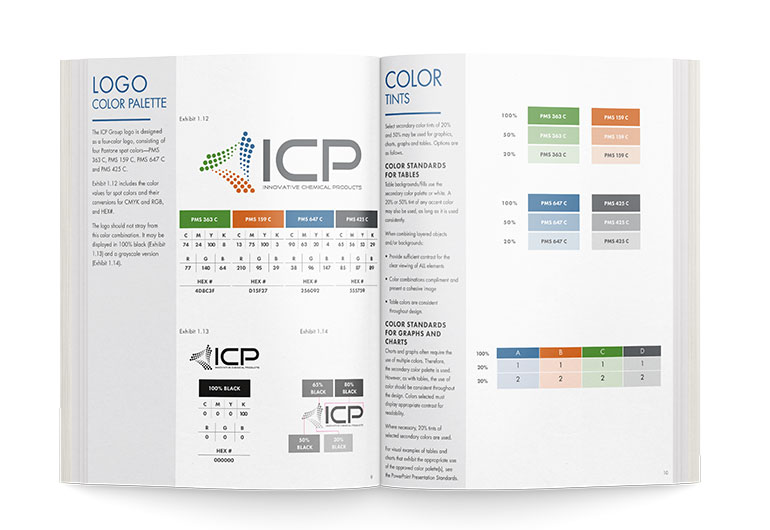 LOGO
COLOR PALETTE
The ICP Group logo is designed
as a four-color logo, consisting of
four Pantone spot colors—PMS
363 C, PMS 159 C, PMS 647 C
and PMS 425 C.
Exhibit 1.12 includes the color
values for spot colors and their
conversions for CMYK and RGB,
and HEX#.
The logo should not stray from
this color combination. It may be
displayed in 100% black (Exhibit
1.13) and a grayscale version
(Exhibit 1.14).
Exhibit 1.12
ICP
INNOVATIVE CHEMICAL PRODUCTS
PMS 363 C PMS 159 C PMS 647 C PMS 425 C
C M Y K C M Y K C M Y K C M Y K
74 24 100 8 13 75 100 3 90 63 20 4 65 56 53 29
R G B R G B R G B R G B
77 140 64 210 95 39 38 96 147 85 87 89
HEX # HEX # HEX # HEX #
4D8C3F D15F27 256092 555759
Exhibit 1.13 Exhibit 1.14
ICP
INNOVATIVE CHEMICAL PRODUCTS
100% BLACK
C M Y K
0 0 0 100
R G B
0 0 0
HEX #
000000
65%
BLACK
80%
BLACK
ICP
INNOVATIVE CHEMICAL PRODUCTS
50%
BLACK
30%
BLACK
9
COLOR
TINTS
Select secondary color tints of 20%
and 50% may be used for graphics,
charts, graphs and tables. Options are
as follows.
COLOR STANDARDS
FOR TABLES
Table backgrounds/fills use the
secondary color palette or white. A
20% or 50% tint of any accent color
may also be used, as long as it is used
consistently.
When combining layered objects
and/or backgrounds:
• Provide sufficient contrast for the
clear viewing of ALL elements.
• Color combinations compliment and
present a cohesive image
• Table colors are consistent
throughout design.
COLOR STANDARDS
FOR GRAPHS AND
CHARTS
Charts and graphs often require the
use of multiple colors. Therefore,
the secondary color palette is used.
However, as with tables, the use of
color should be consistent throughout
the design. Colors selected must
display appropriate contrast for
readability.
Where necessary, 20% tints of
selected secondary colors are used.
For visual examples of tables and
charts that exhibit the appropriate use
of the approved color palette(s), see
the PowerPoint Presentation Standards.
100% PMS 363 C PMS 159 C
50% PMS 363 C PMS 159 C
20% PMS 363 C PMS 159 C
100% PMS 647 C PMS 425 C
50% PMS 647 C PMS 425 C
20% PMS 647 C PMS 425 C
100% A B C D
20% 1 1 1 1
20% 2 2 2 2
10